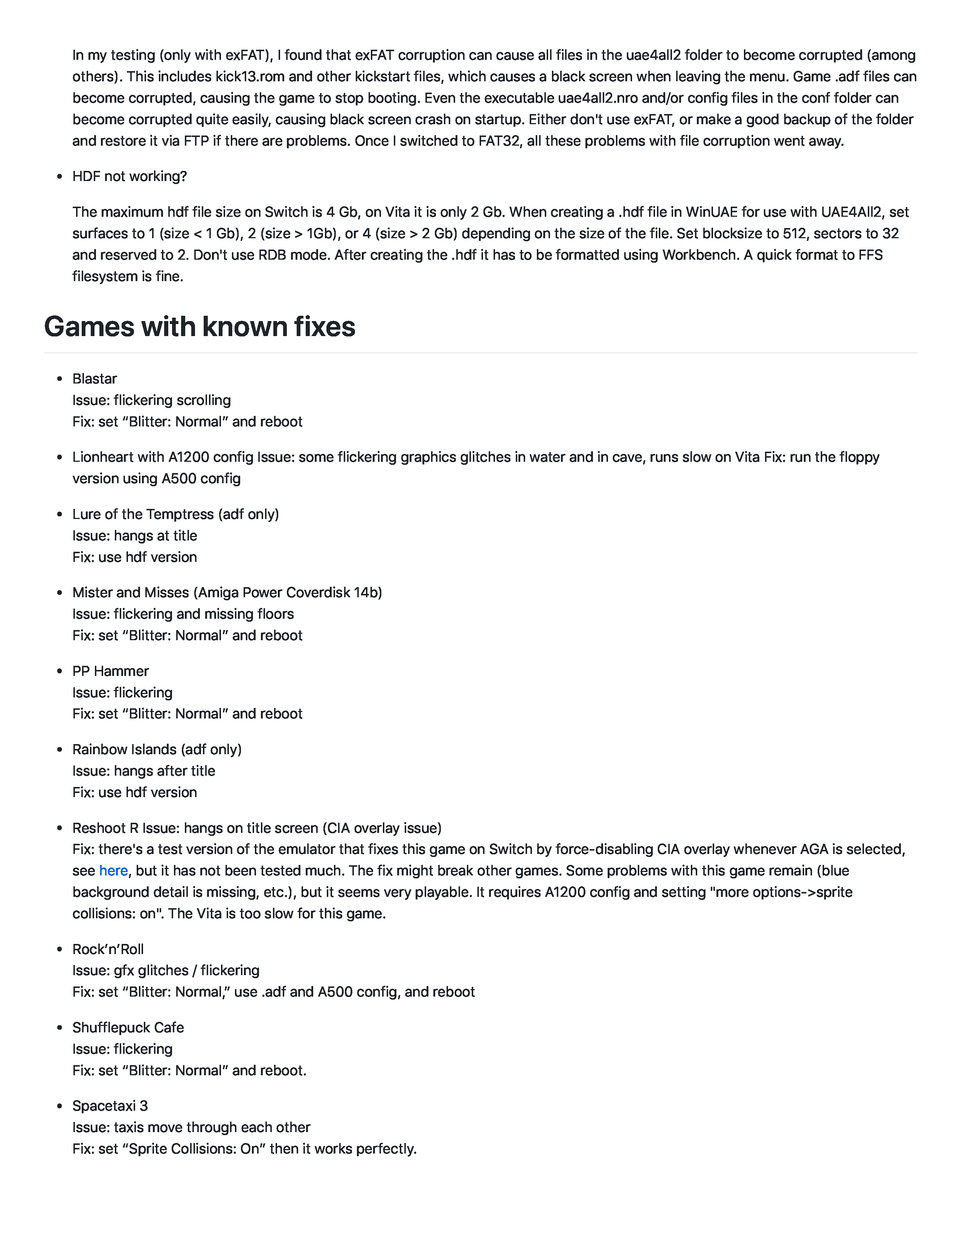 In my testing (only with exFAT), I found that exFAT corruption can cause all files in the uae4all2 folder to become corrupted (among
others). This includes kick13.rom and other kickstart files, which causes a black screen when leaving the menu. Game .adf files can
become corrupted, causing the game to stop booting. Even the executable uae4all2.nro and/or config files in the conf folder can
become corrupted quite easily, causing black screen crash on startup. Either don't use exFAT, or make a good backup of the folder
and restore it via FTP if there are problems. Once I switched to FAT32, all these problems with file corruption went away.
• HDF not working?
The maximum hdf file size on Switch is 4 Gb, on Vita it is only 2 Gb. When creating a .hdf file in WinUAE for use with UAE4All2, set
surfaces to 1 (size < 1 Gb), 2 (size > 1Gb), or 4 (size > 2 Gb) depending on the size of the file. Set blocksize to 512, sectors to 32
and reserved to 2. Don't use RDB mode. After creating the .hdf it has to be formatted using Workbench. A quick format to FFS
filesystem is fine.
Games with known fixes
• Blastar
Issue: flickering scrolling
Fix: set “Blitter: Normal” and reboot
• Lionheart with A1200 config Issue: some flickering graphics glitches in water and in cave, runs slow on Vita Fix: run the floppy
version using A500 config
• Lure of the Temptress (adf only)
Issue: hangs at title
Fix: use hdf version
• Mister and Misses (Amiga Power Coverdisk 14b)
Issue: flickering and missing floors
Fix: set “Blitter: Normal” and reboot
• PP Hammer
Issue: flickering
Fix: set “Blitter: Normal” and reboot
• Rainbow Islands (adf only)
Issue: hangs after title
Fix: use hdf version
• Reshoot R Issue: hangs on title screen (CIA overlay issue)
Fix: there's a test version of the emulator that fixes this game on Switch by force-disabling CIA overlay whenever AGA is selected,
see here, but it has not been tested much. The fix might break other games. Some problems with this game remain (blue
background detail is missing, etc.), but it seems very playable. It requires A1200 config and setting "more options->sprite
collisions: on". The Vita is too slow for this game.
• Rock’n’Roll
Issue: gfx glitches / flickering
Fix: set “Blitter: Normal,” use .adf and A500 config, and reboot
• Shufflepuck Cafe
Issue: flickering
Fix: set “Blitter: Normal” and reboot.
• Spacetaxi 3
Issue: taxis move through each other
Fix: set “Sprite Collisions: On” then it works perfectly.